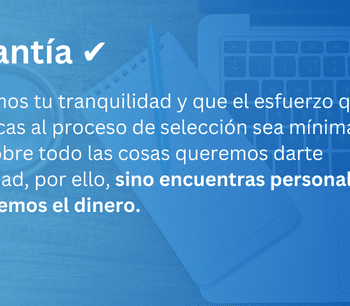 antía ✔
nos tu tranquilidad y que el esfuerzo q
cas al proceso de selección sea mínima
obre todo las cosas queremos darte
ad, por ello, sino encuentras personal
emos el dinero.